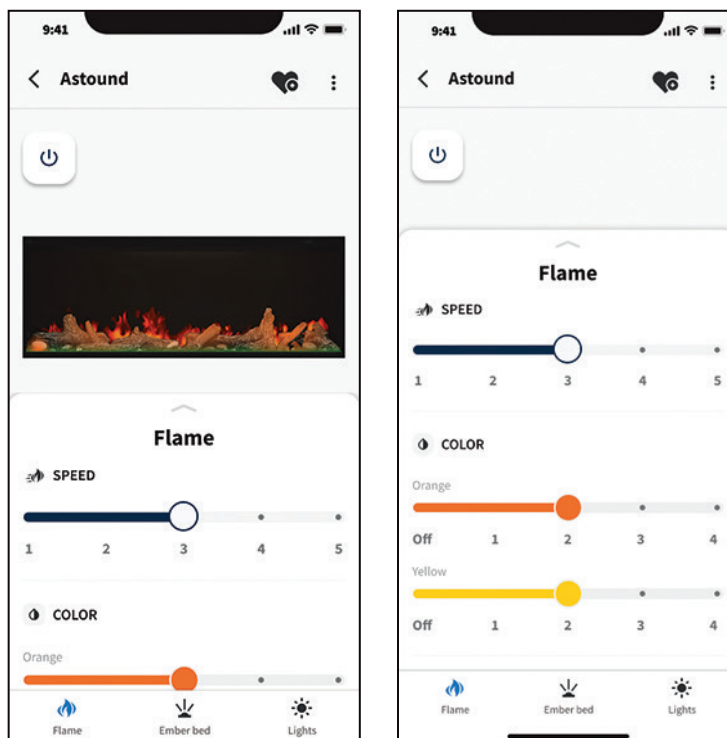 9:41
Astound
Flame
SPEED
1 2 3 4 5
COLOR
Orange
Flame Ember bed Lights
9:41
Astound
Flame
SPEED
1 2 3 4 5
COLOR
Orange
Off 1 2 3 4
Yellow
Off 1 2 3 4
Flame Ember bed Lights